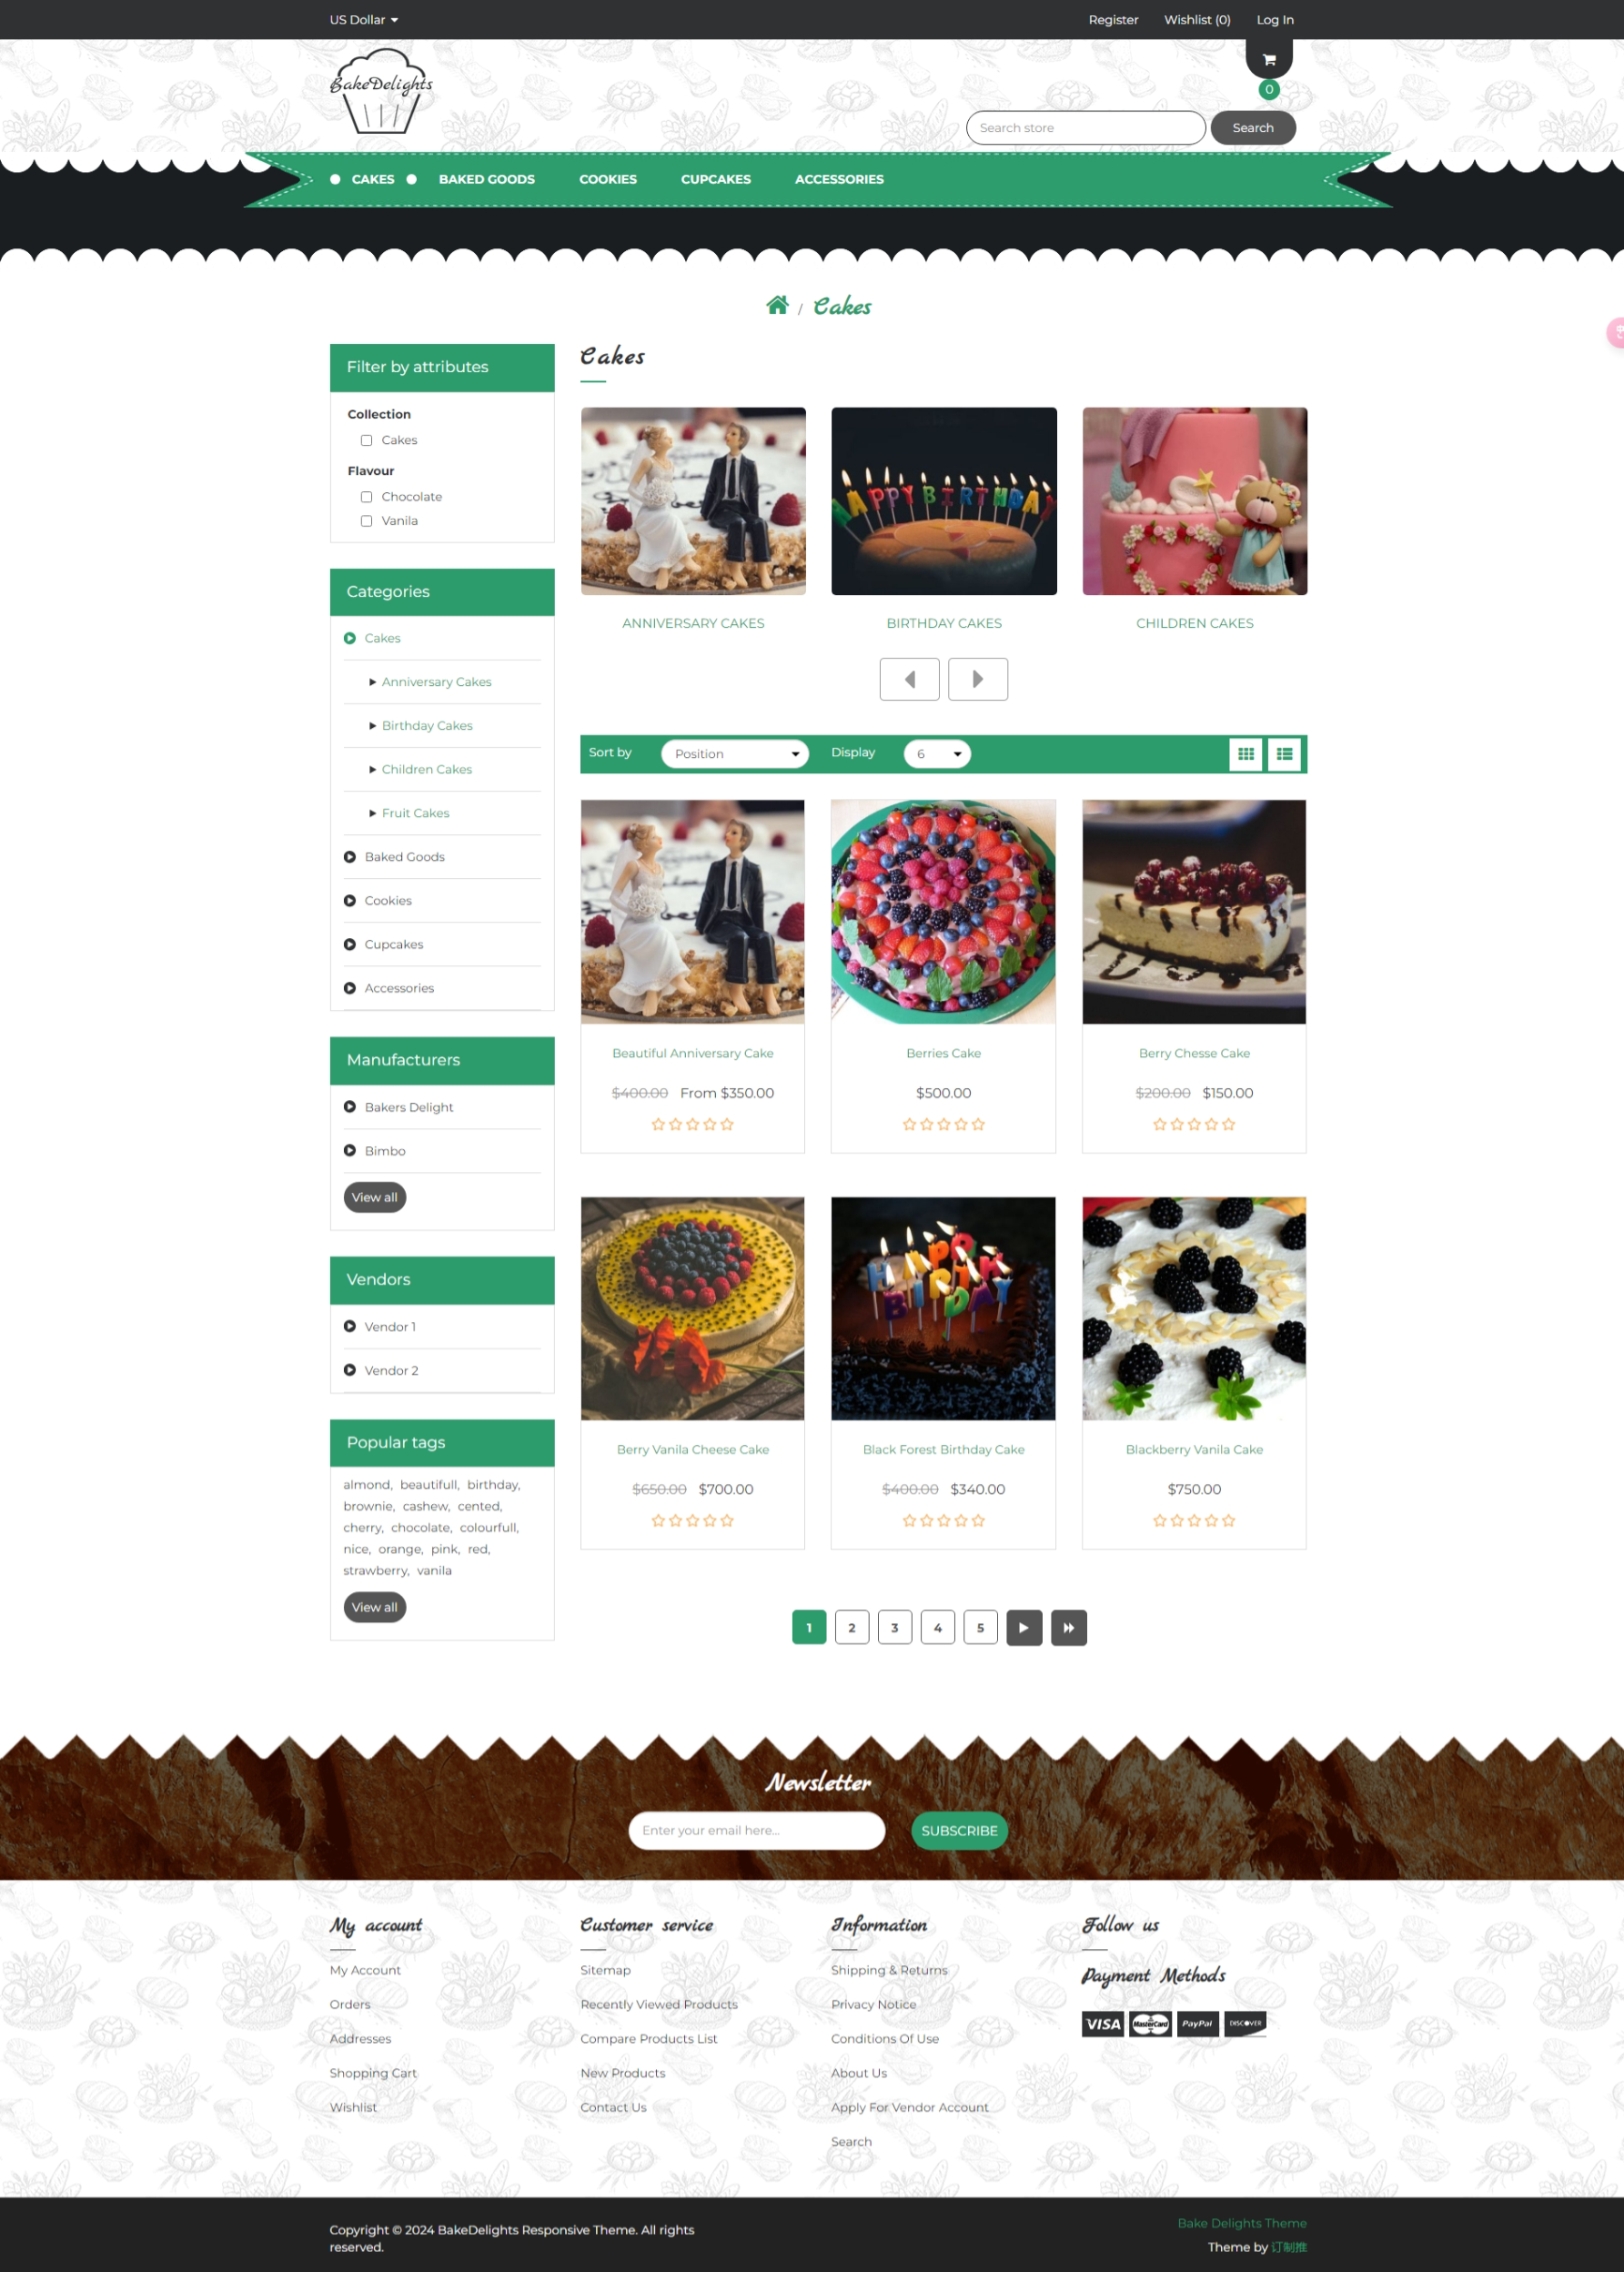 US Dollar
Register Wishlist (0) Log In
BakeDelights
0
Search store Search
CAKES BAKED GOODS COOKIES CUPCAKES ACCESSORIES
/ Cakes
Filter by attributes
Collection
Cakes
Flavour
Chocolate
Vanila
Categories
Cakes
Anniversary Cakes
Birthday Cakes
Children Cakes
Fruit Cakes
Baked Goods
Cookies
Cupcakes
Accessories
Manufacturers
Bakers Delight
Bimbo
View all
Vendors
Vendor 1
Vendor 2
Popular tags
almond, beautifull, birthday,
brownie, cashew, cented,
cherry, chocolate, colourfull,
nice, orange, pink, red,
strawberry, vanila
View all
Cakes
HAPPY BIRTHDAY
ANNIVERSARY CAKES BIRTHDAY CAKES CHILDREN CAKES
Sort by Position Display 6
Beautiful Anniversary Cake Berries Cake Berry Chesse Cake
$400.00 From $350.00 $500.00 $200.00 $150.00
HAPPY
BIRTH
DAY
Berry Vanila Cheese Cake Black Forest Birthday Cake Blackberry Vanila Cake
$650.00 $700.00 $400.00 $340.00 $750.00
1 2 3 4 5
Newsletter
Enter your email here... SUBSCRIBE
My account
My Account
Orders
Addresses
Shopping Cart
Wishlist
Customer service
Sitemap
Recently Viewed Products
Compare Products List
New Products
Contact Us
Information
Shipping & Returns
Privacy Notice
Conditions Of Use
About Us
Apply For Vendor Account
Search
Follow us
Payment Methods
VISA MasterCard PayPal DISCOVER
Copyright © 2024 BakeDelights Responsive Theme. All rights
reserved.
Bake Delights Theme
Theme by 订制推